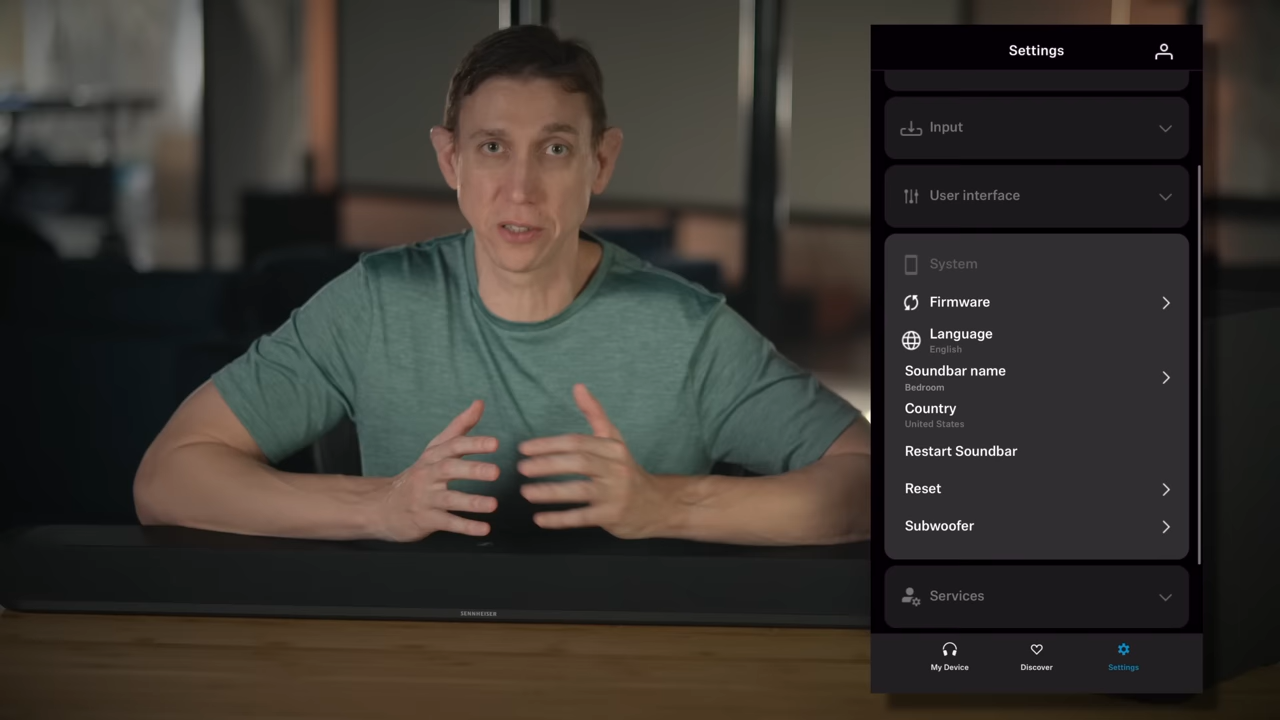 Settings
Input
User interface
System
Firmware
Language
English
Soundbar name
Bedroom
Country
United States
Restart Soundbar
Reset
Subwoofer
Services
My Device
Discover
Settings
SENNHEISER